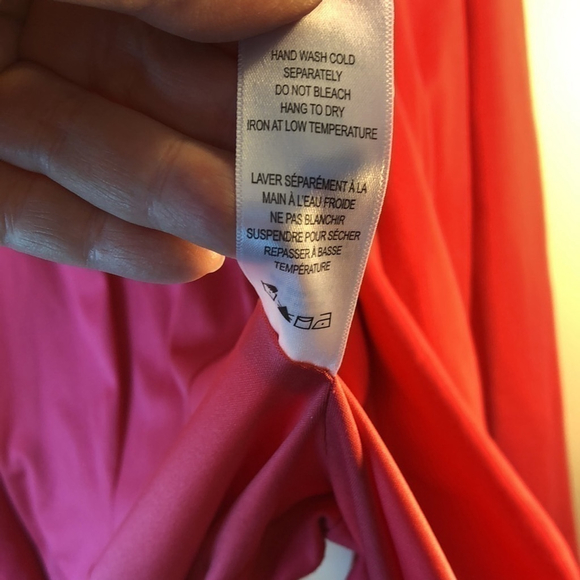 HAND WASH COLD
SEPARATELY
DO NOT BLEACH
HANG TO DRY
IRON AT LOW TEMPERATURE
LAVER SÉPARÉMENT À LA
MAIN À L'EAU FROIDE
NE PAS BLANCHIR
SUSPENDRE POUR SÉCHER
REPASSER À BASSE
TEMPÉRATURE